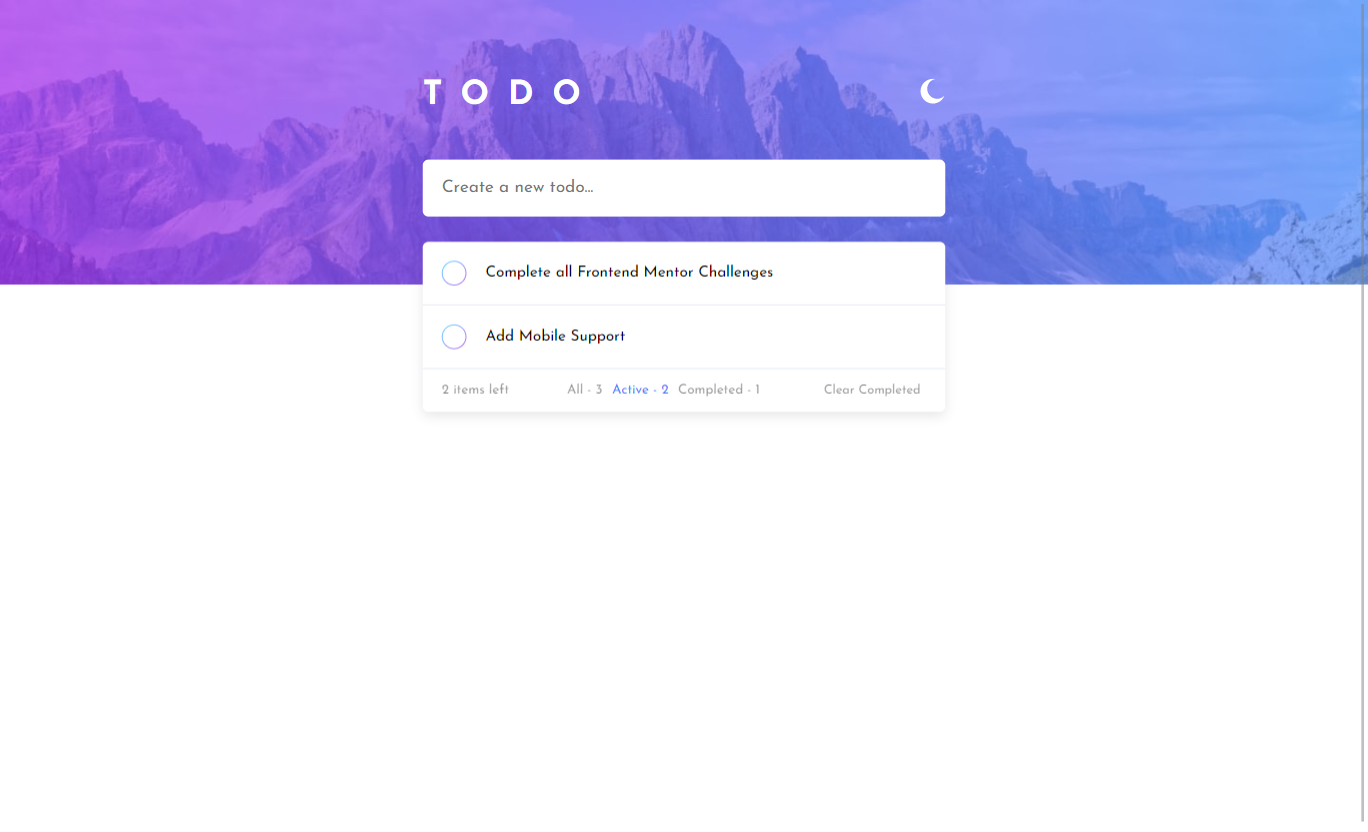 TODO
Create a new todo...
Complete all Frontend Mentor Challenges
Add Mobile Support
2 items left All - 3 Active - 2 Completed - 1 Clear Completed